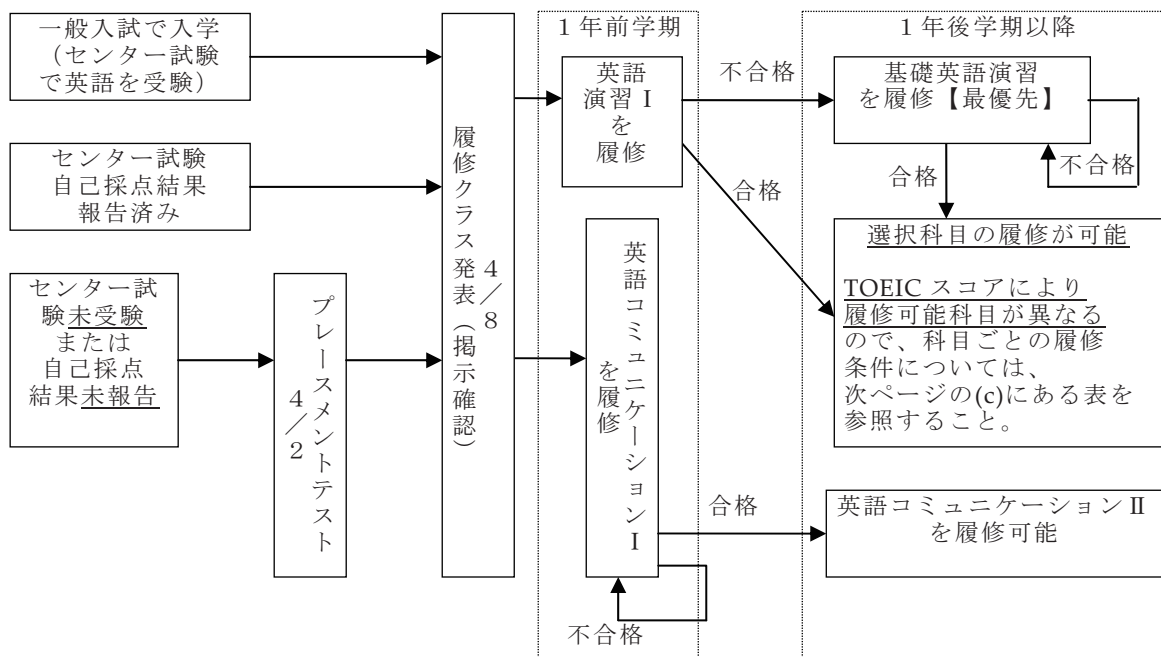 一般入試で入学
（センター試験
で英語を受験）
センター試験
自己採点結果
報告済み
センター試
験未受験
または
自己採点
結果未報告
プレースメントテスト
４／２
履修クラス発表（掲示確認）
４／８
１年前学期
英語
演習Ⅰ
を
履修
英語コミュニケーションⅠ
を履修
不合格
不合格
合格
合格
１年後学期以降
基礎英語演習
を履修【最優先】
合格
不合格
選択科目の履修が可能
TOEIC スコアにより
履修可能科目が異なる
ので、科目ごとの履修
条件については、
次ページの(c)にある表を
参照すること。
英語コミュニケーションⅡ
を履修可能